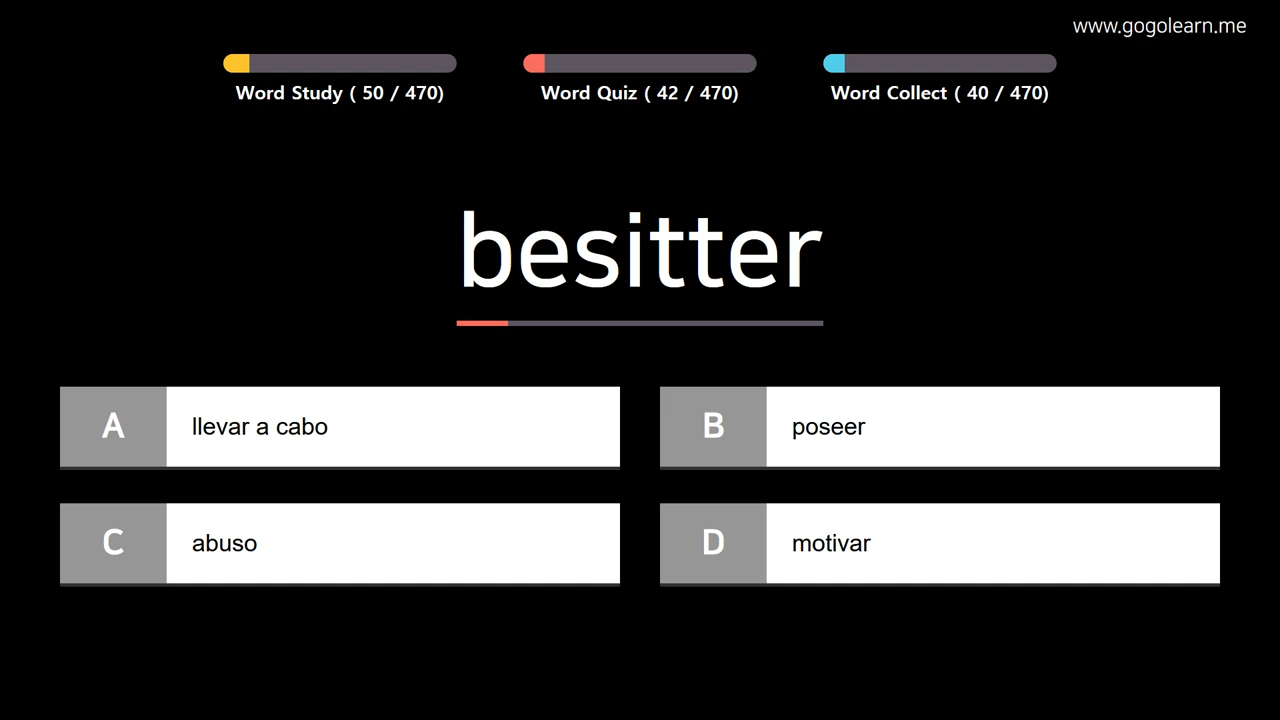 www.gogolearn.me
Word Study ( 50 / 470)
Word Quiz ( 42 / 470)
Word Collect ( 40 / 470)
besitter
A llevar a cabo
B poseer
C abuso
D motivar